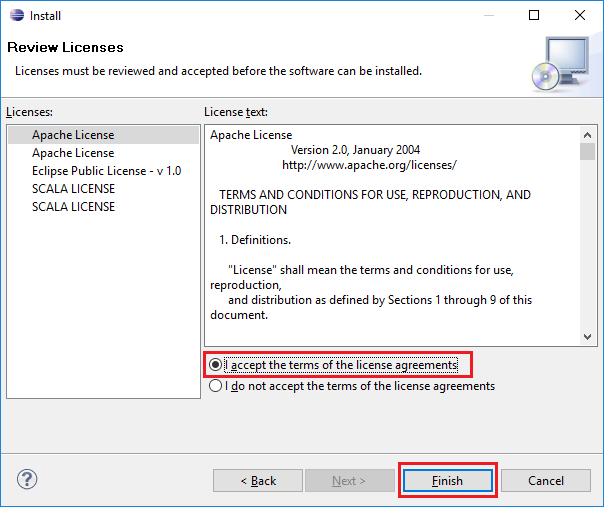 Install
Review Licenses
Licenses must be reviewed and accepted before the software can be installed.
Licenses:
Apache License
Apache License
Eclipse Public License - v 1.0
SCALA LICENSE
SCALA LICENSE
License text:
Apache License
Version 2.0, January 2004
http://www.apache.org/licenses/
TERMS AND CONDITIONS FOR USE, REPRODUCTION, AND
DISTRIBUTION
1. Definitions.
"License" shall mean the terms and conditions for use,
reproduction,
and distribution as defined by Sections 1 through 9 of this
document.
I accept the terms of the license agreements
I do not accept the terms of the license agreements
?
< Back
Next >
Finish
Cancel